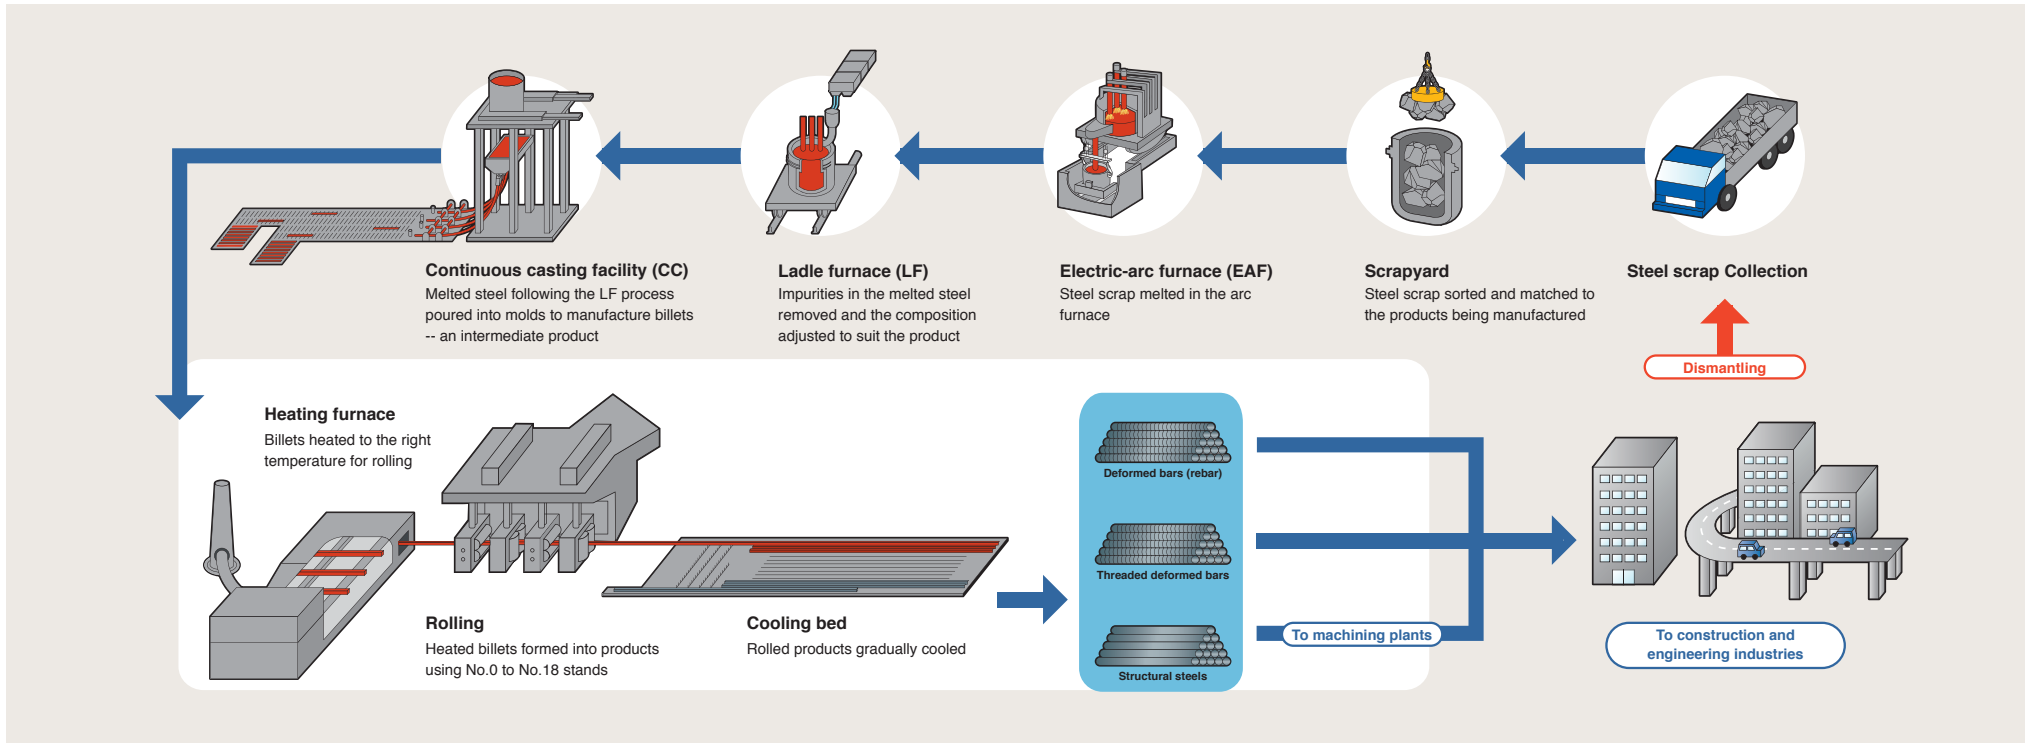 Continuous casting facility (CC)
Melted steel following the LF process
poured into molds to manufacture billets
-- an intermediate product
Ladle furnace (LF)
Impurities in the melted steel
removed and the composition
adjusted to suit the product
Electric-arc furnace (EAF)
Steel scrap melted in the arc
furnace
Scrapyard
Steel scrap sorted and matched to
the products being manufactured
Steel scrap Collection
Dismantling
Heating furnace
Billets heated to the right
temperature for rolling
Rolling
Heated billets formed into products
using No.0 to No.18 stands
Cooling bed
Rolled products gradually cooled
Deformed bars (rebar)
Threaded deformed bars
Structural steels
To machining plants
To construction and
engineering industries